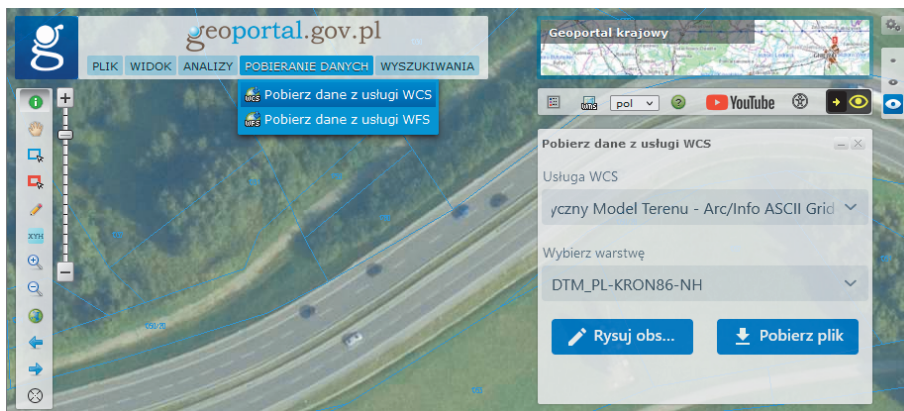 geoportal.gov.pl
PLIK WIDOK ANALIZY POBIERANIE DANYCH WYSZUKIWANIA
Pobierz dane z usługi WCS
Pobierz dane z usługi WFS
Geoportal krajowy
pol
YouTube
Pobierz dane z usługi WCS
Usługa WCS
yczny Model Terenu - Arc/Info ASCII Grid
Wybierz warstwę
DTM_PL-KRON86-NH
Rysuj obs...
Pobierz plik
XYH